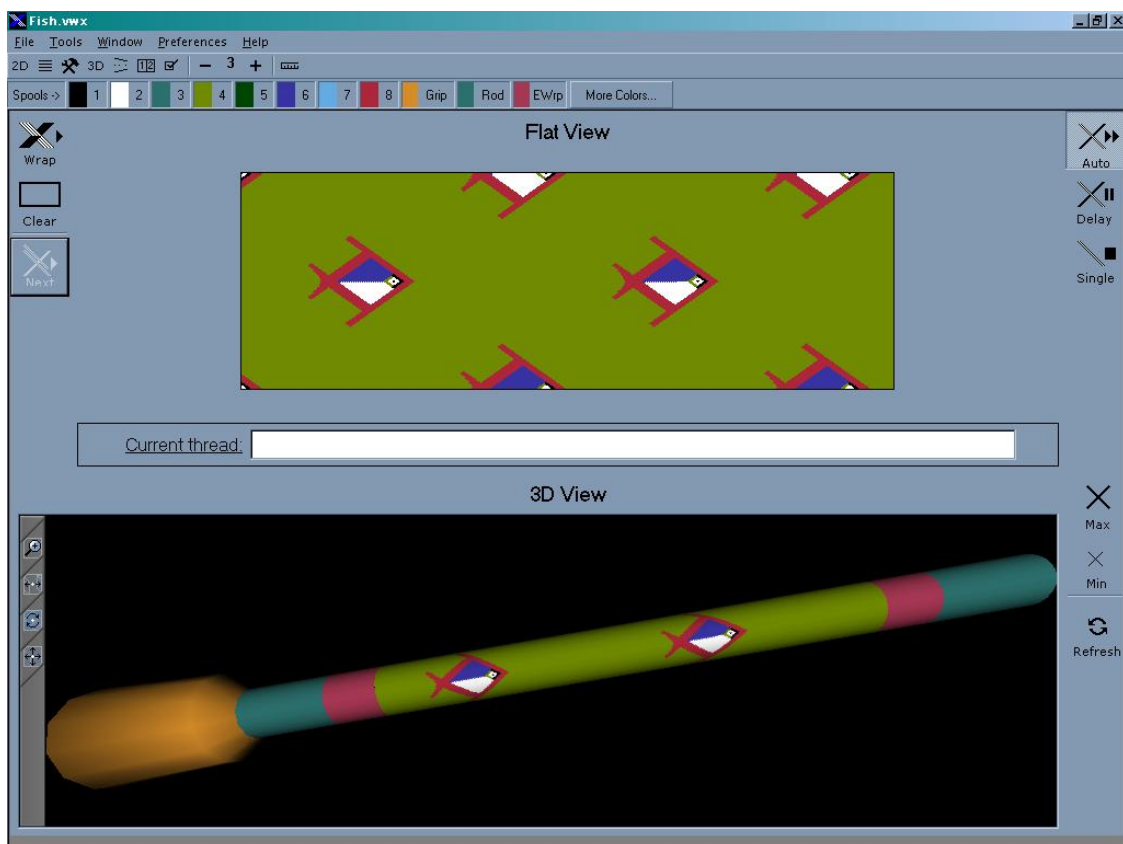 Fish.vwx
File Tools Window Preferences Help
2D 3D 12 3
Spools -> 1 2 3 4 5 6 7 8 Grip Rod EWrp More Colors...
Flat View
Wrap
Clear
Next
Auto
Delay
Single
Current thread:
3D View
Max
Min
Refresh